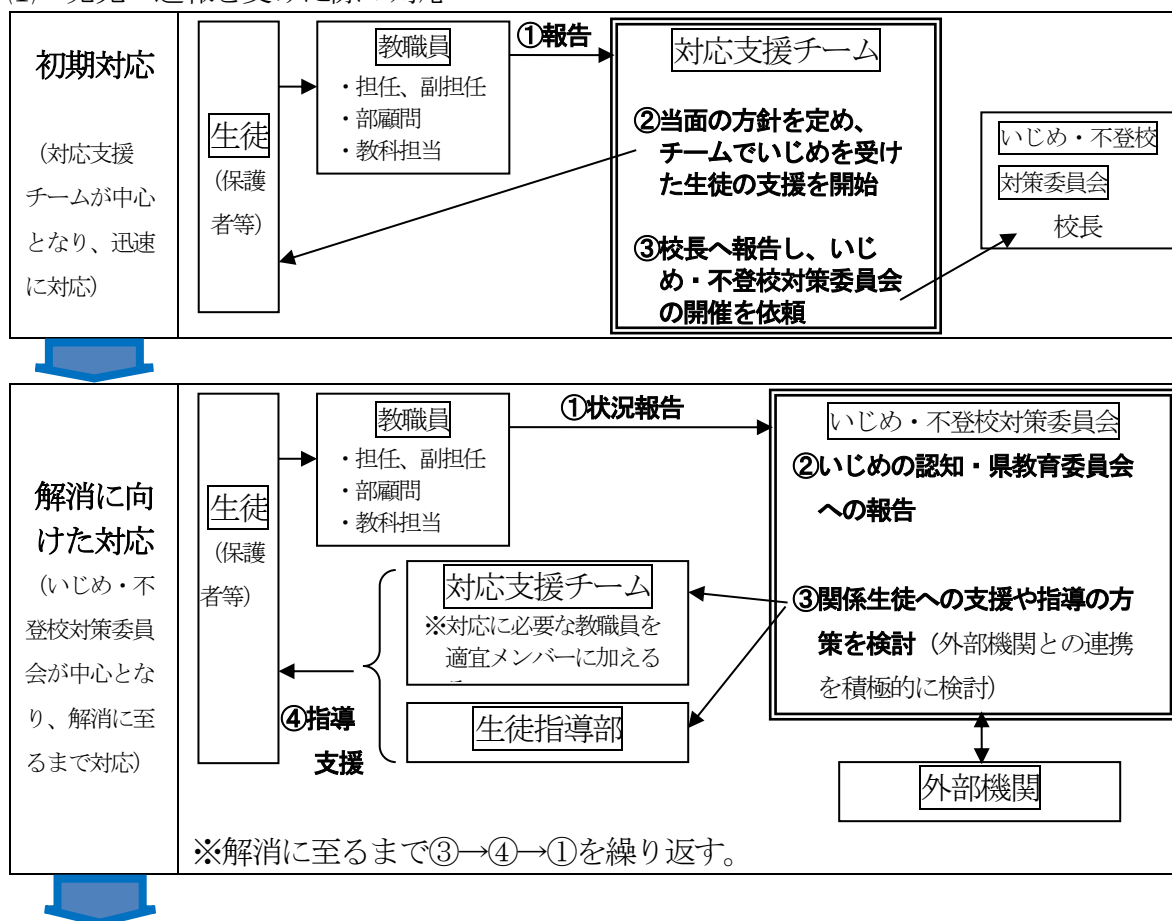 初期対応
(対応支援
チームが中心
となり、迅速
に対応)
生徒
(保護
者等)
教職員
・担任、副担任
・部顧問
・教科担当
①報告
対応支援チーム
②当面の方針を定め、
チームでいじめを受け
た生徒の支援を開始
③校長へ報告し、いじ
め・不登校対策委員会
の開催を依頼
いじめ・不登校
対策委員会
校長
解消に向
けた対応
(いじめ・不
登校対策委員
会が中心とな
り、解消に至
るまで対応)
生徒
(保護
者等)
教職員
・担任、副担任
・部顧問
・教科担当
①状況報告
いじめ・不登校対策委員会
②いじめの認知・県教育委員会
への報告
③関係生徒への支援や指導の方
策を検討(外部機関との連携
を積極的に検討)
対応支援チーム
※対応に必要な教職員を
適宜メンバーに加える
生徒指導部
④指導
支援
外部機関
※解消に至るまで③→④→①を繰り返す。